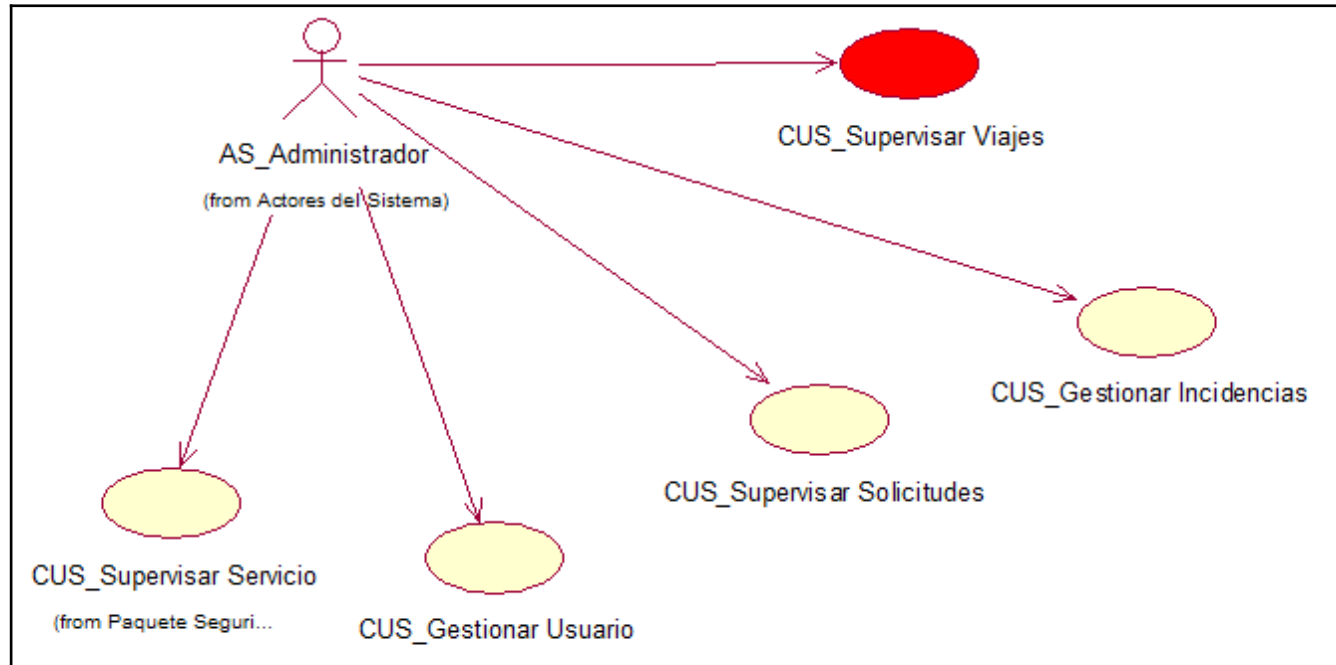 CUS_Supervisar Viajes
AS_Administrador
(from Actores del Sistema)
CUS_Gestionar Incidencias
CUS_Supervisar Solicitudes
CUS_Supervisar Servicio
(from Paquete Seguri...
CUS_Gestionar Usuario